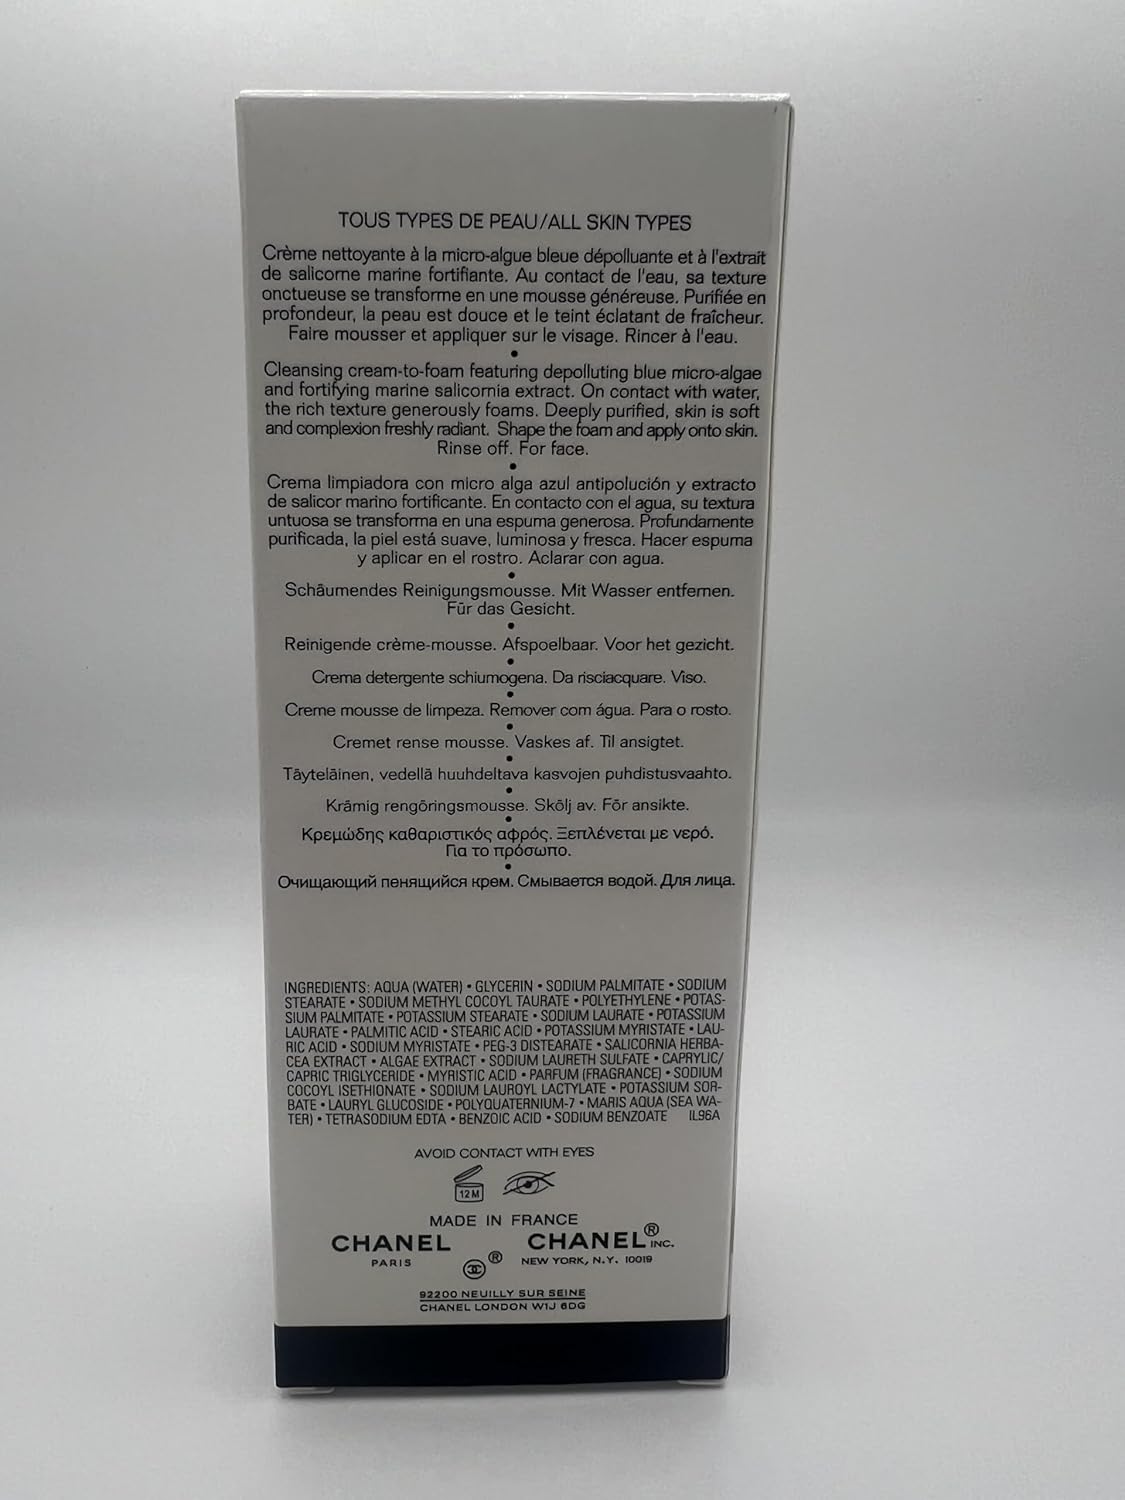 TOUS TYPES DE PEAU/ALL SKIN TYPES
Crème nettoyante à la micro-algue bleue dépolluante et à l'extrait
de salicorne marine fortifiante. Au contact de l'eau, sa texture
onctueuse se transforme en une mousse généreuse. Purifiée en
profondeur, la peau est douce et le teint éclatant de fraîcheur.
Faire mousser et appliquer sur le visage. Rincer à l'eau.
•
Cleansing cream-to-foam featuring depolluting blue micro-algae
and fortifying marine salicornia extract. On contact with water,
the rich texture generously foams. Deeply purified, skin is soft
and complexion freshly radiant. Shape the foam and apply onto skin.
Rinse off. For face.
•
Crema limpiadora con micro alga azul antipolución y extracto
de salicor marino fortificante. En contacto con el agua, su textura
untuosa se transforma en una espuma generosa. Profundamente
purificada, la piel está suave, luminosa y fresca. Hacer espuma
y aplicar en el rostro. Aclarar con agua.
•
Schäumendes Reinigungsmousse. Mit Wasser entfernen.
Für das Gesicht.
•
Reinigende crème-mousse. Afspoelbaar. Voor het gezicht.
•
Crema detergente schiumogena. Da risciacquare. Viso.
•
Creme mousse de limpeza. Remover com água. Para o rosto.
•
Cremet rense mousse. Vaskes af. Til ansigtet.
•
Täyteläinen, vedellä huuhdeltava kasvojen puhdistusvaahto.
•
Krämig rengöringsmousse. Skölj av. För ansikte.
•
Κρεμώδης καθαριστικός αφρός. Ξεπλένεται με νερό.
Για το πρόσωπο.
•
Очищающий пенящийся крем. Смывается водой. Для лица.
INGREDIENTS: AQUA (WATER) • GLYCERIN • SODIUM PALMITATE • SODIUM
STEARATE • SODIUM METHYL COCOYL TAURATE • POLYETHYLENE • POTAS-
SIUM PALMITATE • POTASSIUM STEARATE • SODIUM LAURATE • POTASSIUM
LAURATE • PALMITIC ACID • STEARIC ACID • POTASSIUM MYRISTATE • LAU-
RIC ACID • SODIUM MYRISTATE • PEG-3 DISTEARATE • SALICORNIA HERBA-
CEA EXTRACT • ALGAE EXTRACT • SODIUM LAURETH SULFATE • CAPRYLIC/
CAPRIC TRIGLYCERIDE • MYRISTIC ACID • PARFUM (FRAGRANCE) • SODIUM
COCOYL ISETHIONATE • SODIUM LAUROYL LACTYLATE • POTASSIUM SOR-
BATE • LAURYL GLUCOSIDE • POLYQUATERNIUM-7 • MARIS AQUA (SEA WA-
TER) • TETRASODIUM EDTA • BENZOIC ACID • SODIUM BENZOATE IL96A
AVOID CONTACT WITH EYES
12 M
MADE IN FRANCE
CHANEL CHANEL® INC.
PARIS ® NEW YORK, N.Y. 10019
92200 NEUILLY SUR SEINE
CHANEL LONDON W1J 6DG